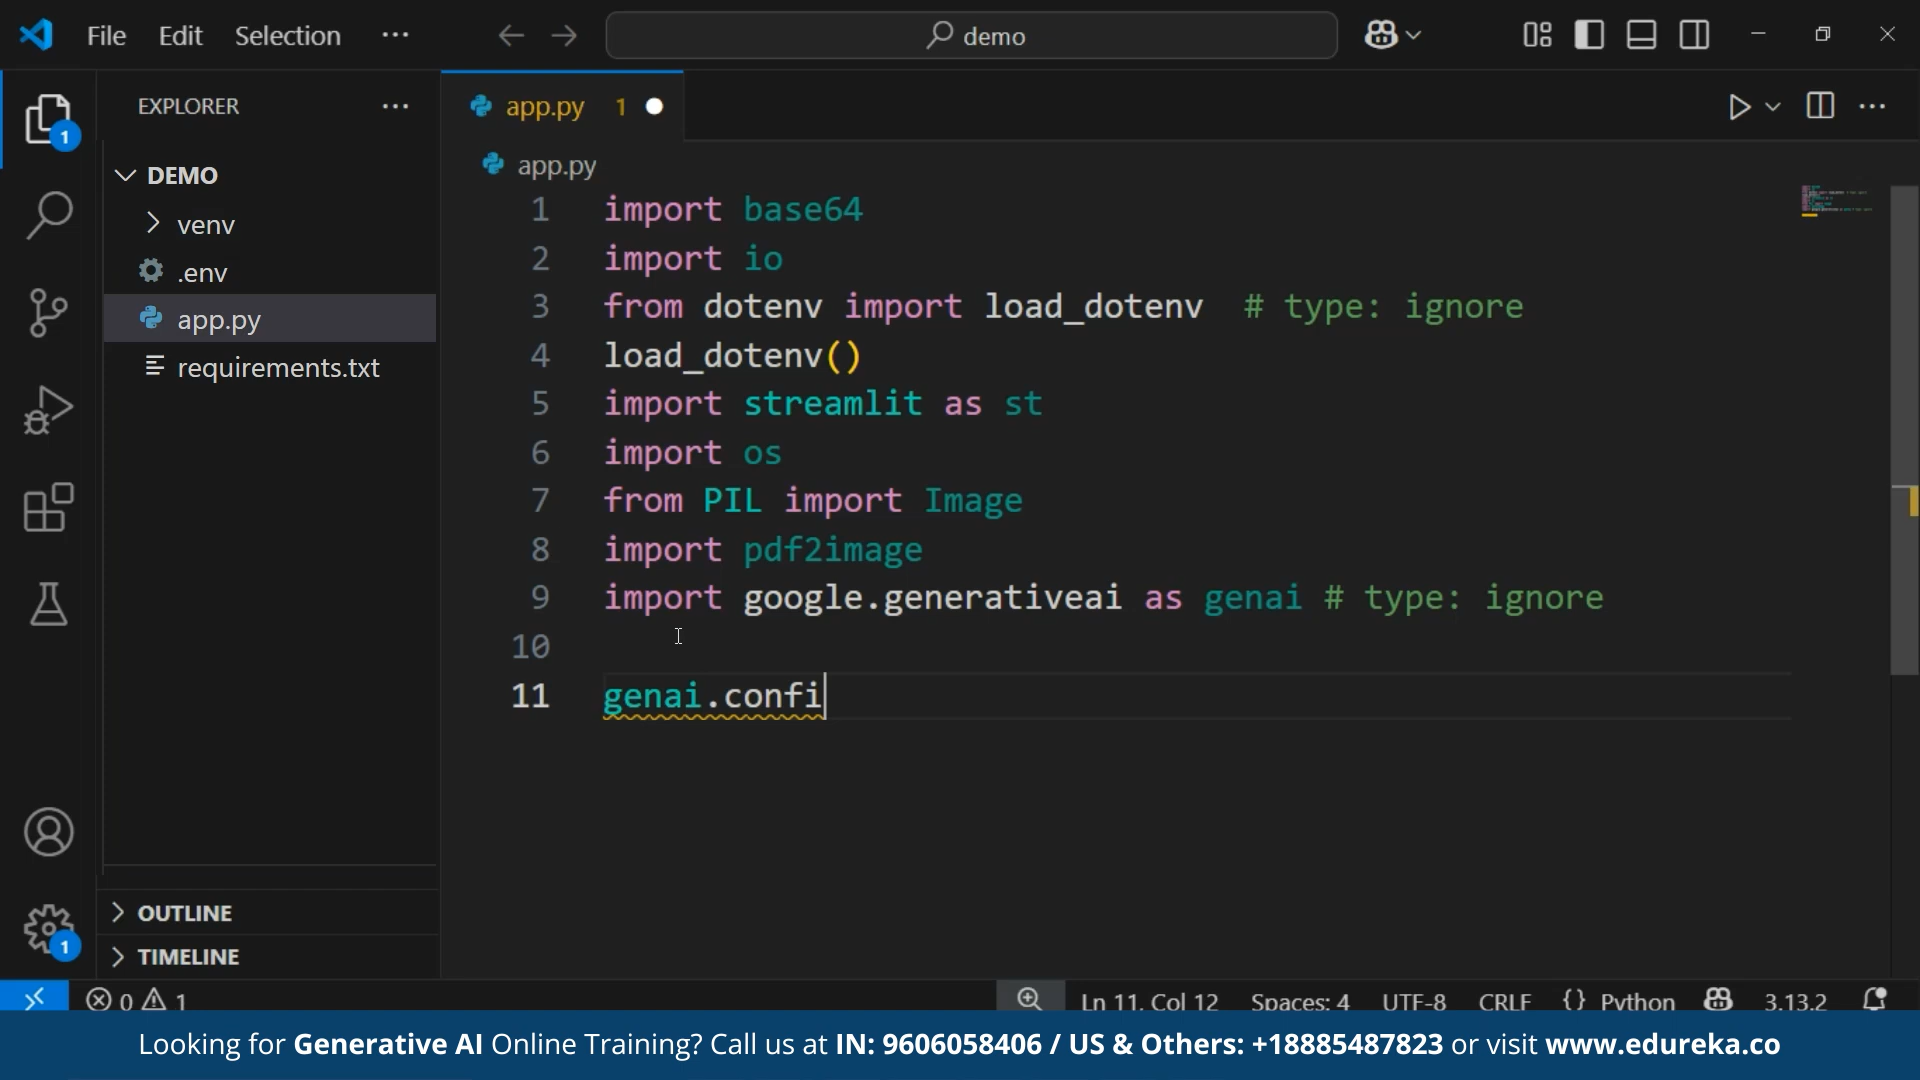 File Edit Selection ··· demo
EXPLORER ···
app.py 1
DEMO
venv
.env
app.py
requirements.txt
OUTLINE
TIMELINE
app.py
1 import base64
2 import io
3 from dotenv import load_dotenv # type: ignore
4 load_dotenv()
5 import streamlit as st
6 import os
7 from PIL import Image
8 import pdf2image
9 import google.generativeai as genai # type: ignore
10
11 genai.confi
1
1
0 1 Ln 11, Col 12 Spaces: 4 UTF-8 CRLF {} Python 3.13.2
Looking for Generative AI Online Training? Call us at IN: 9606058406 / US & Others: +18885487823 or visit www.edureka.co